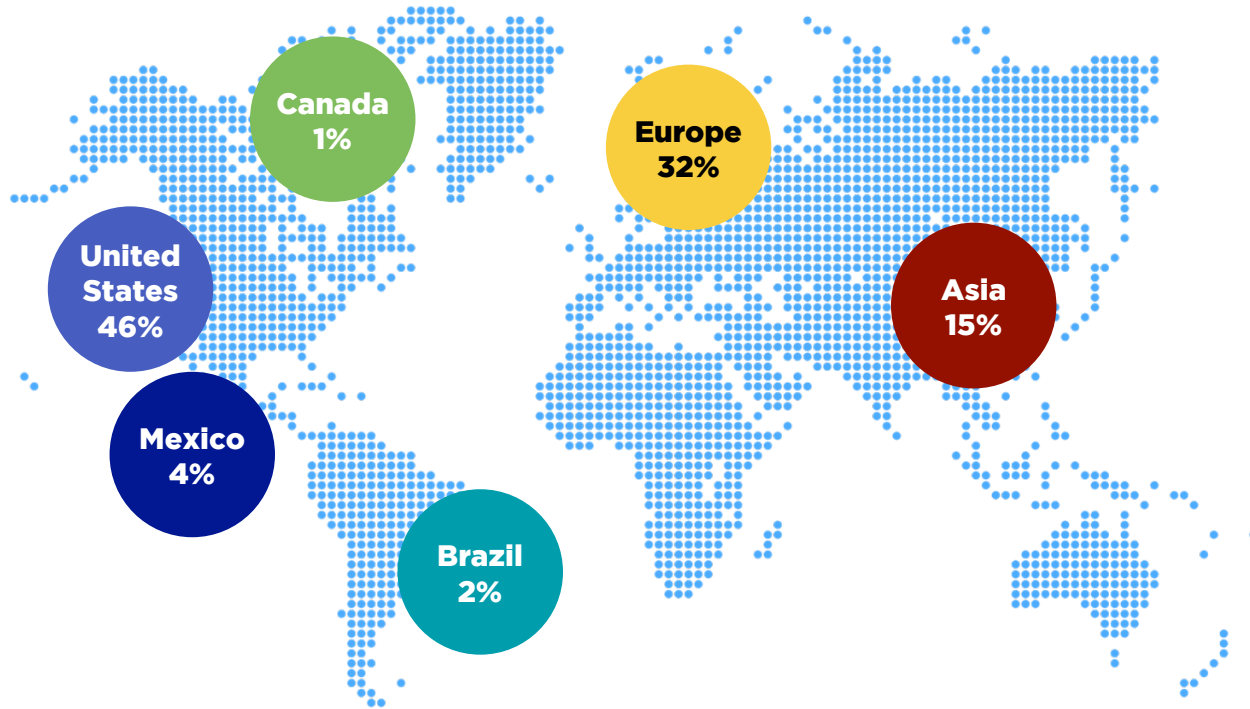 Canada
1%
Europe
32%
United
States
46%
Asia
15%
Mexico
4%
Brazil
2%